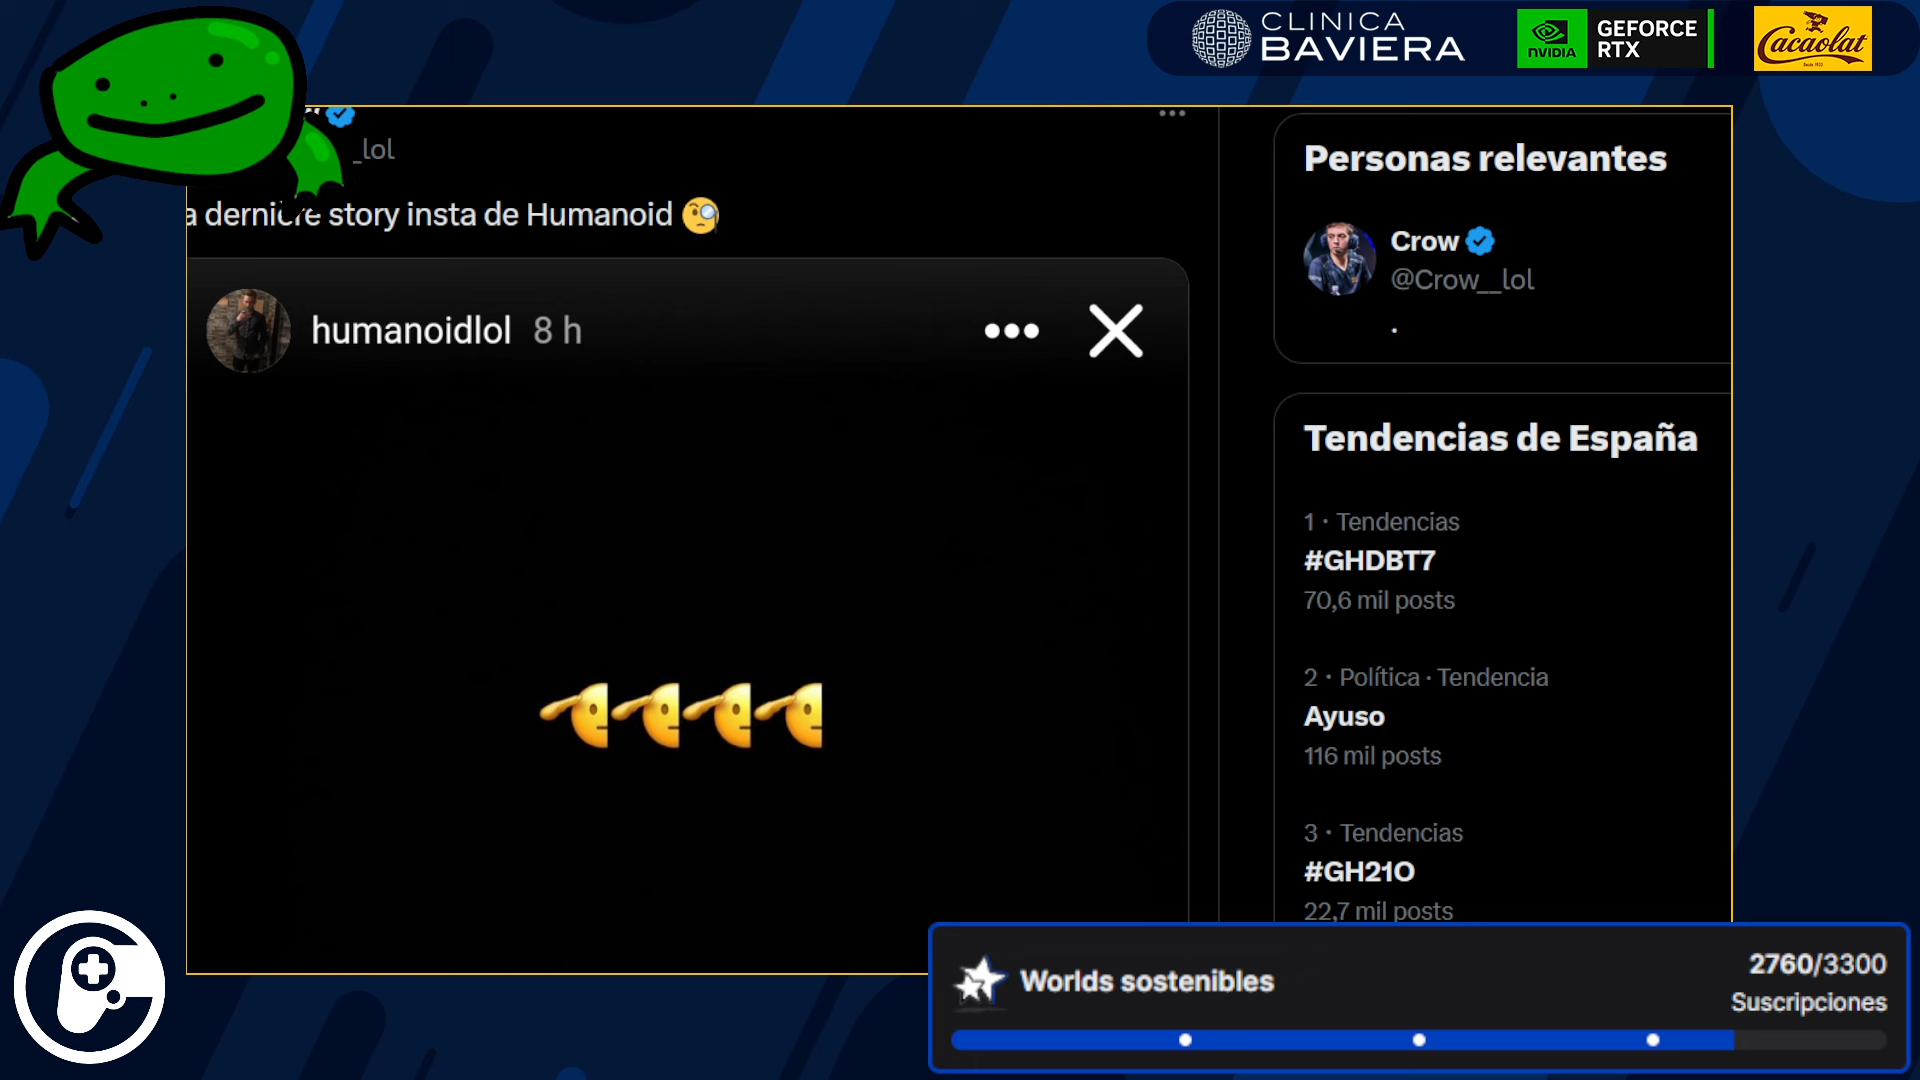 CLINICA
BAVIERA
NVIDIA
GEFORCE
RTX
Cacaolat
_lol
a dernière story insta de Humanoid 🧐
humanoidlol 8 h
Personas relevantes
Crow
@Crow__lol
.
Tendencias de España
1 · Tendencias
#GHDBT7
70,6 mil posts
2 · Política · Tendencia
Ayuso
116 mil posts
3 · Tendencias
#GH21O
22,7 mil posts
Worlds sostenibles
2760/3300
Suscripciones